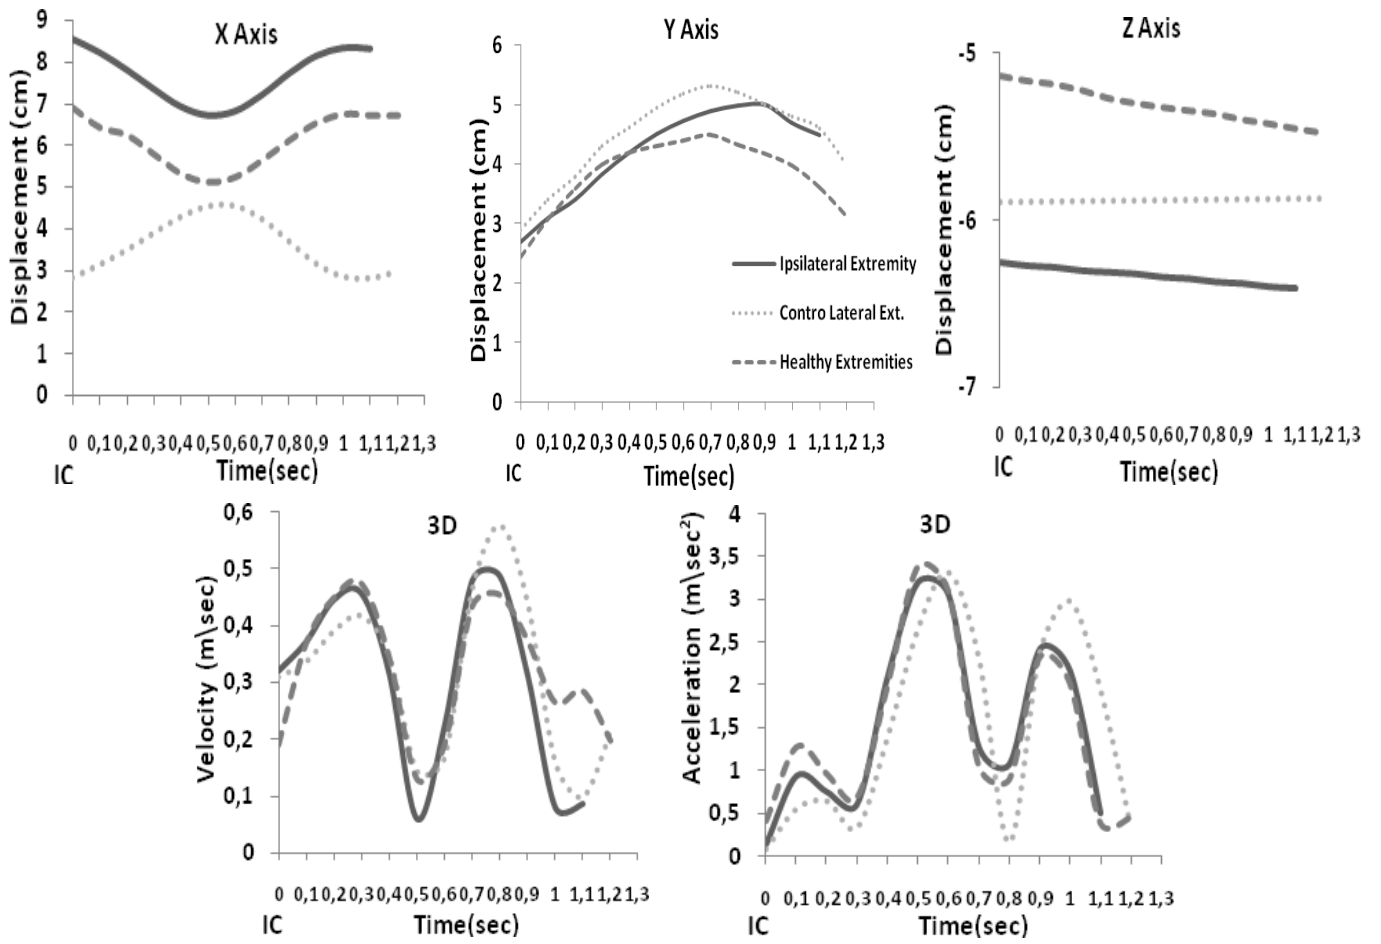 X Axis
Displacement (cm)
9
8
7
6
5
4
3
2
1
0
0 0,1 0,2 0,3 0,4 0,5 0,6 0,7 0,8 0,9 1 1,1 1,2 1,3
IC
Time(sec)
Y Axis
Displacement (cm)
6
5
4
3
2
1
0
Ipsilateral Extremity
Contro Lateral Ext.
Healthy Extremities
0 0,1 0,2 0,3 0,4 0,5 0,6 0,7 0,8 0,9 1 1,1 1,2 1,3
Time(sec)
IC
Z Axis
Displacement (cm)
-5
-6
-7
0 0,1 0,2 0,3 0,4 0,5 0,6 0,7 0,8 0,9 1 1,1 1,2 1,3
IC
Time(sec)
3D
Velocity (m\sec)
0,6
0,5
0,4
0,3
0,2
0,1
0
0 0,1 0,2 0,3 0,4 0,5 0,6 0,7 0,8 0,9 1 1,1 1,2 1,3
IC
Time(sec)
3D
Acceleration (m\sec²)
4
3,5
3
2,5
2
1,5
1
0,5
0
0 0,1 0,2 0,3 0,4 0,5 0,6 0,7 0,8 0,9 1 1,1 1,2 1,3
IC
Time(sec)